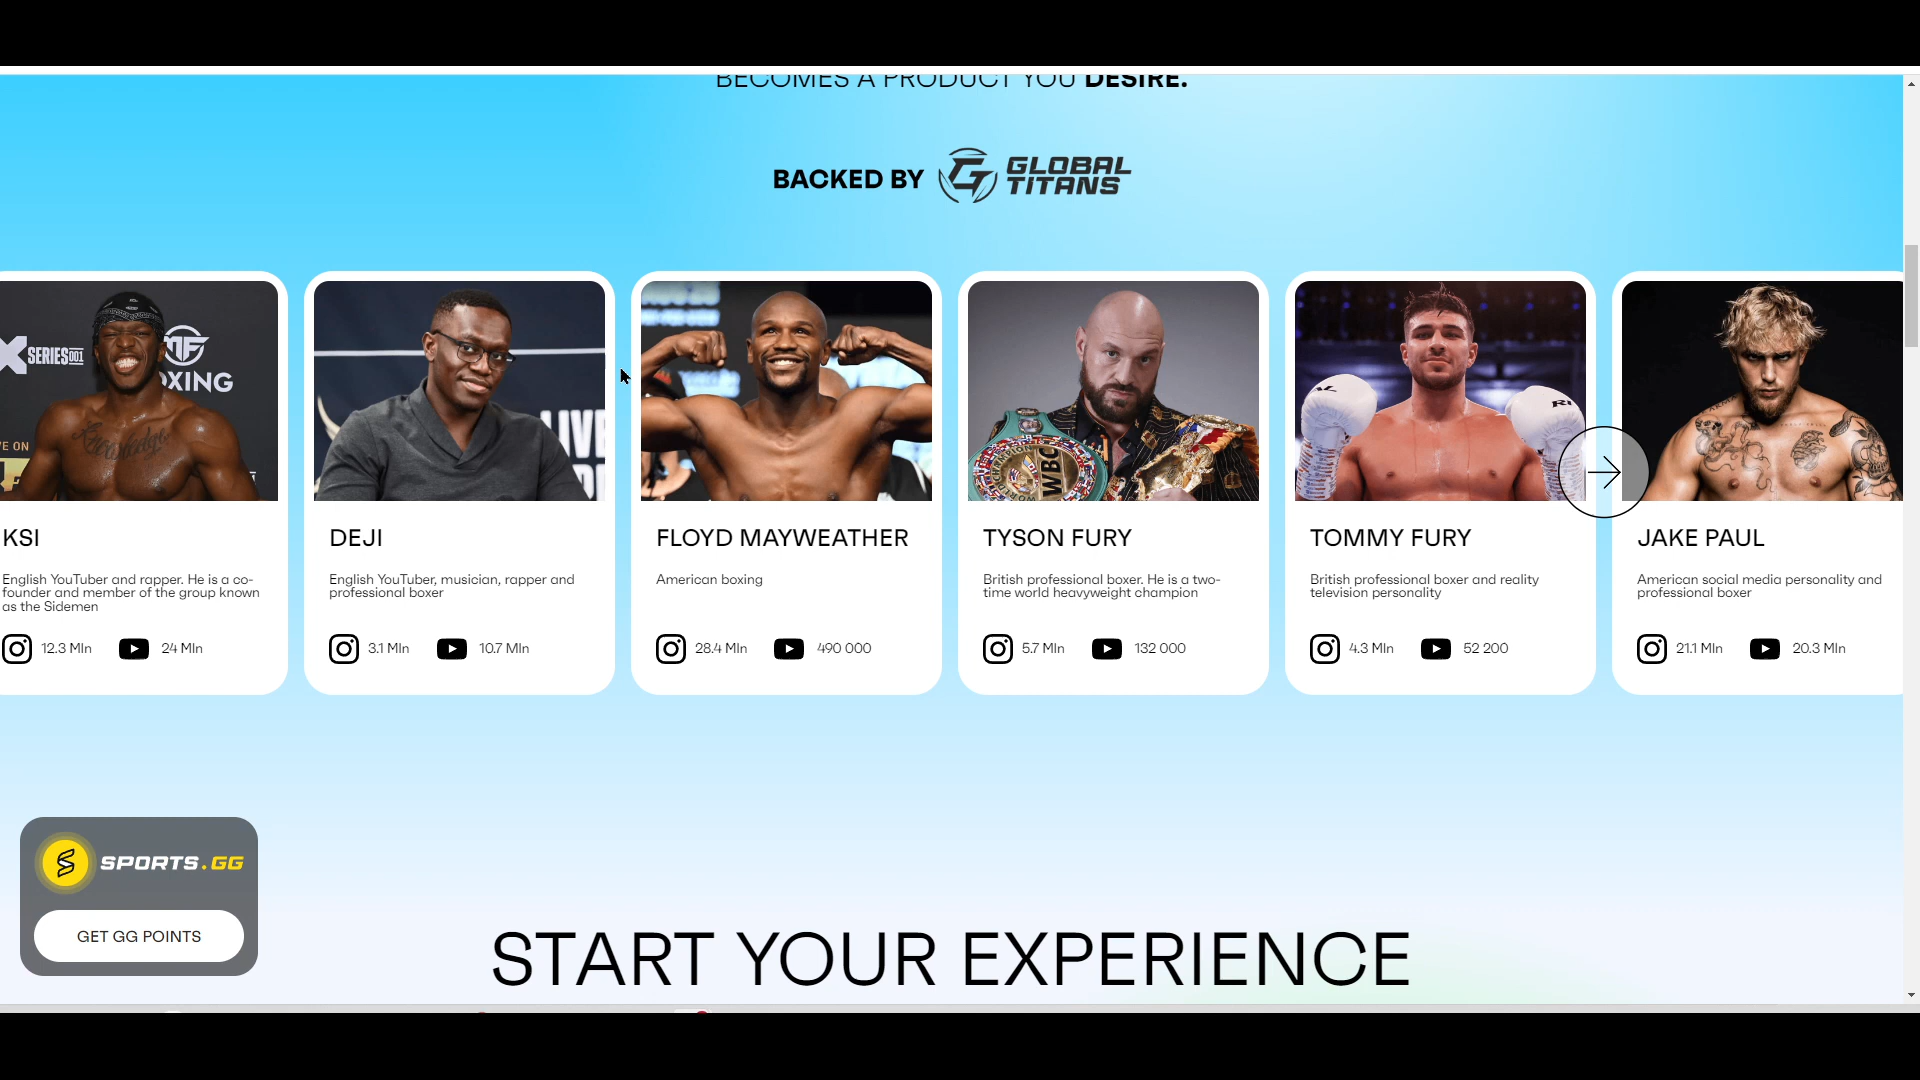 BECOMES A PRODUCT YOU DESIRE.
BACKED BY GLOBAL TITANS
X SERIES001
BOXING
LIVE
WBC
KSI
English YouTuber and rapper. He is a co-
founder and member of the group known
as the Sidemen
12.3 Mln 24 Mln
DEJI
English YouTuber, musician, rapper and
professional boxer
3.1 Mln 10.7 Mln
FLOYD MAYWEATHER
American boxing
28.4 Mln 490 000
TYSON FURY
British professional boxer. He is a two-
time world heavyweight champion
5.7 Mln 132 000
TOMMY FURY
British professional boxer and reality
television personality
4.3 Mln 52 200
JAKE PAUL
American social media personality and
professional boxer
21.1 Mln 20.3 Mln
SPORTS.GG
GET GG POINTS
START YOUR EXPERIENCE